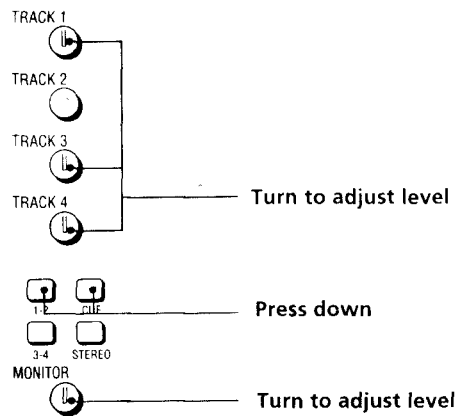 TRACK 1
TRACK 2
TRACK 3
TRACK 4
Turn to adjust level
1-2 CUE
Press down
3-4 STEREO
MONITOR
Turn to adjust level